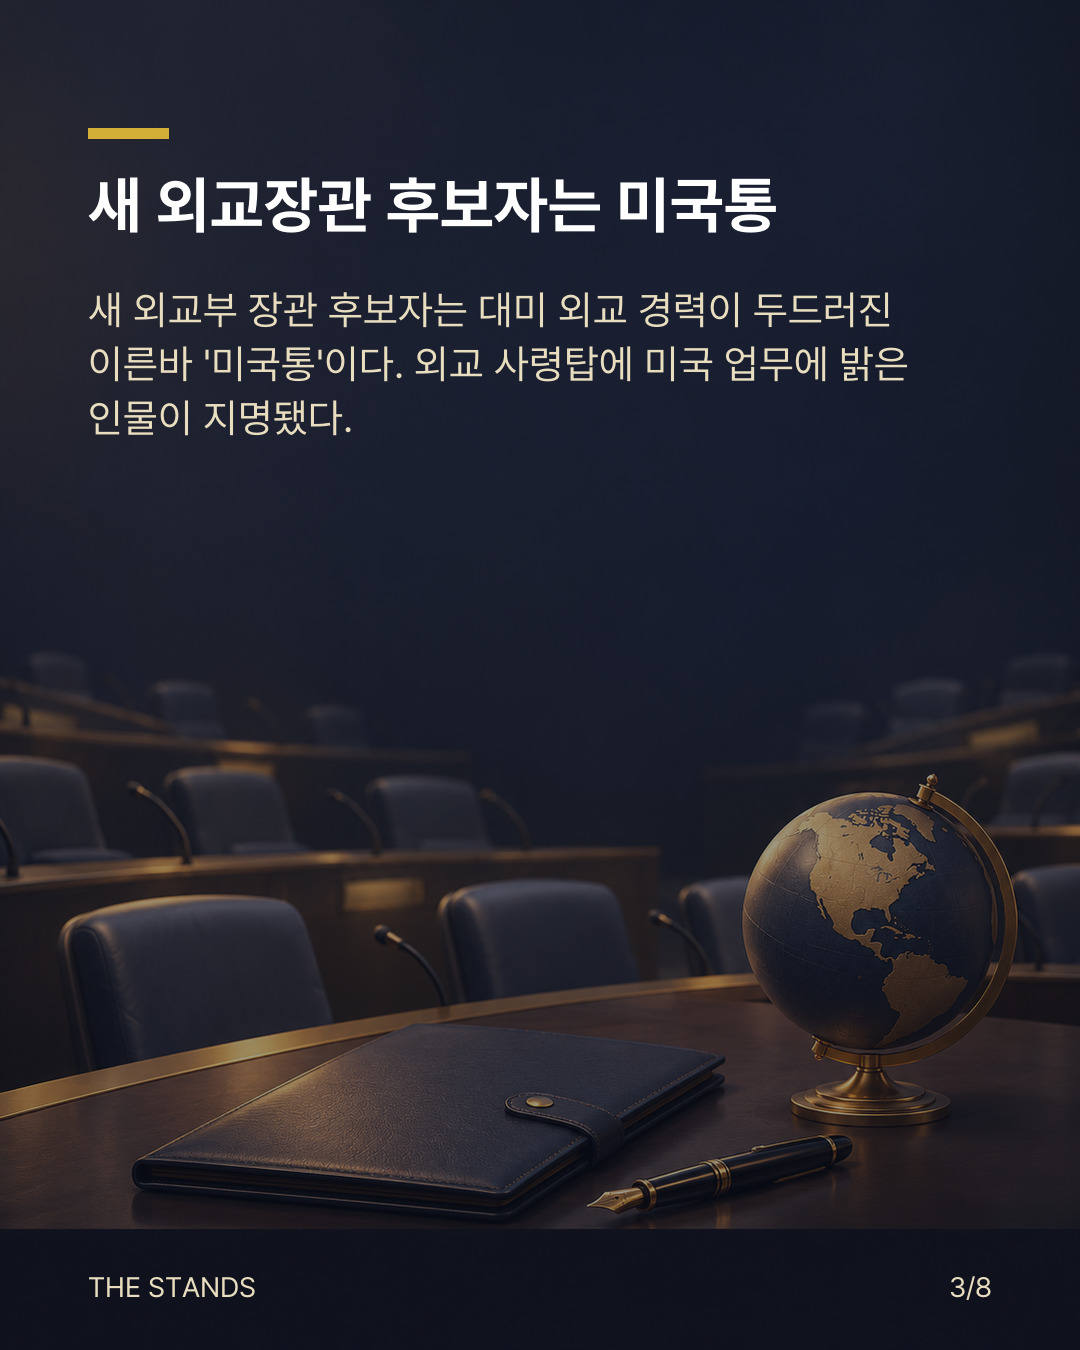 새 외교장관 후보자는 미국통
새 외교부 장관 후보자는 대미 외교 경력이 두드러진
이른바 '미국통'이다. 외교 사령탑에 미국 업무에 밝은
인물이 지명됐다.
THE STANDS
3/8